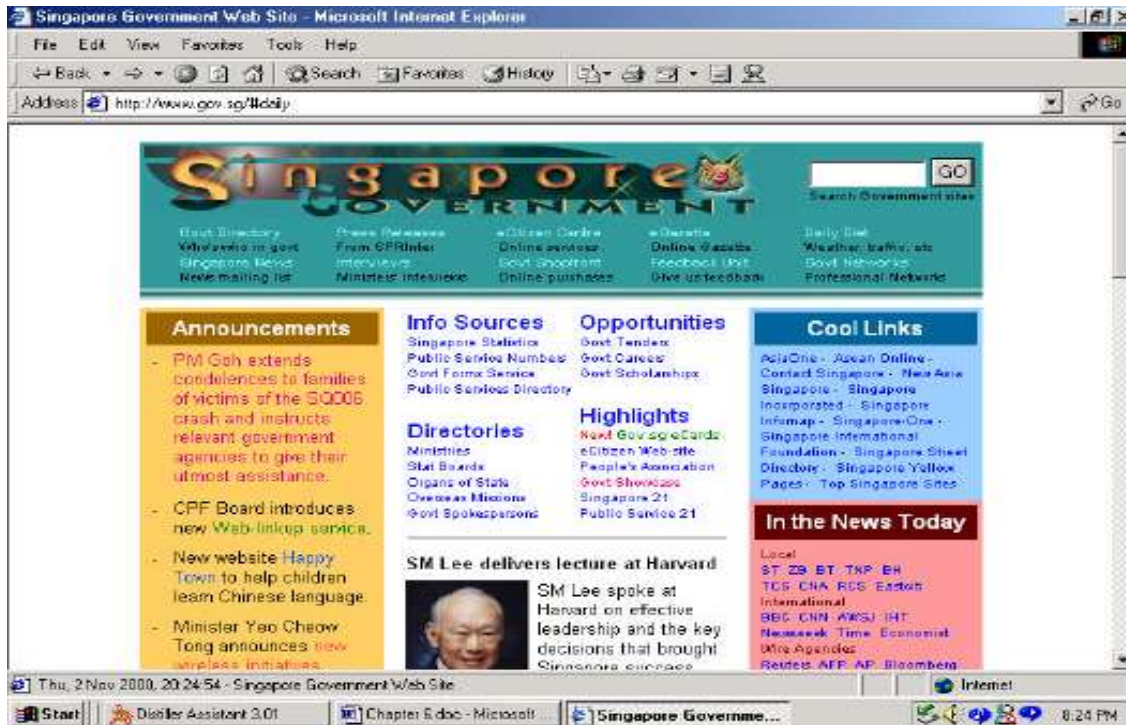 Singapore Government Web Site - Microsoft Internet Explorer
File Edit View Favorites Tools Help
Back Search Favorites History
Address http://www.gov.sg/#daily Go
Singapore
GOVERNMENT
GO
Search Government sites
Govt Directory
Who's who in govt
Singapore News
News mailing list
Press Releases
From SPRInter
Interviews
Ministers' interviews
eCitizen Centre
Online services
Govt Shopfront
Online purchases
eGazette
Online Gazette
Feedback Unit
Give us feedback
Daily Diet
Weather, traffic, etc
Govt Networks
Professional Networks
Announcements
- PM Goh extends
condolences to families
of victims of the SQ006
crash and instructs
relevant government
agencies to give their
utmost assistance.
- CPF Board introduces
new Web-linkup service.
- New website Happy
Town to help children
learn Chinese language.
- Minister Yeo Cheow
Tong announces new
wireless initiatives
Info Sources
Singapore Statistics
Public Service Numbers
Govt Forms Service
Public Services Directory
Directories
Ministries
Stat Boards
Organs of State
Overseas Missions
Govt Spokespersons
Opportunities
Govt Tenders
Govt Careers
Govt Scholarships
Highlights
New! Gov.sg eCards
eCitizen Web-site
People's Association
Govt Showcase
Singapore 21
Public Service 21
SM Lee delivers lecture at Harvard
SM Lee spoke at
Harvard on effective
leadership and the key
decisions that brought
Singapore success
Cool Links
AsiaOne - Asean Online -
Contact Singapore - New Asia
Singapore - Singapore
Incorporated - Singapore
Infomap - Singapore-One -
Singapore International
Foundation - Singapore Street
Directory - Singapore Yellow
Pages - Top Singapore Sites
In the News Today
Local
ST ZB BT TNP BH
TCS CNA RCS Eastwin
International
BBC CNN AWSJ IHT
Newsweek Time Economist
Wire Agencies
Reuters AFP AP Bloomberg
Thu, 2 Nov 2000, 20:24:54 - Singapore Government Web Site
Internet
Start Distiller Assistant 3.01 Chapter 6.doc - Microsoft ... Singapore Governme... 8:24 PM